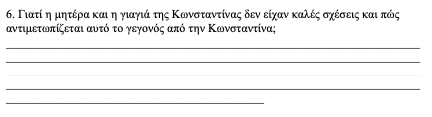 6. Γιατί η μητέρα και η γιαγιά της Κωνσταντίνας δεν είχαν καλές σχέσεις και πώς
αντιμετωπίζεται αυτό το γεγονός από την Κωνσταντίνα;